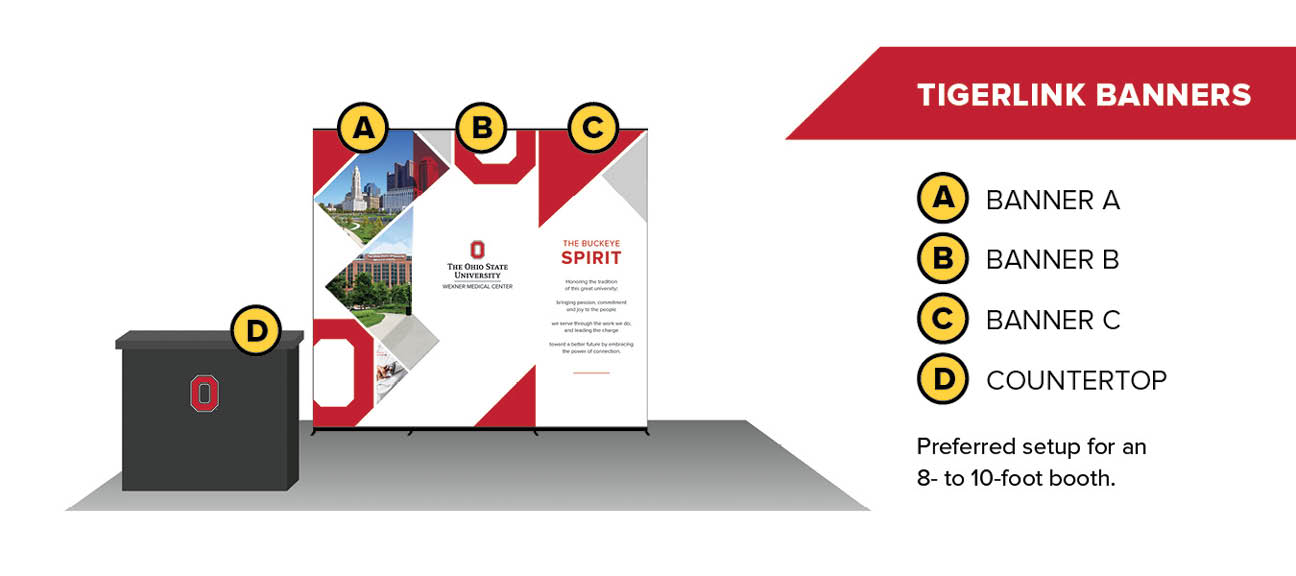 TIGERLINK BANNERS
A
B
C
D
A BANNER A
B BANNER B
C BANNER C
D COUNTERTOP
Preferred setup for an
8- to 10-foot booth.
THE OHIO STATE
UNIVERSITY
WEXNER MEDICAL CENTER
THE BUCKEYE
SPIRIT
Honoring the tradition
of this great university;
bringing passion, commitment
and joy to the people
we serve through the work we do;
and leading the charge
toward a better future by embracing
the power of connection.